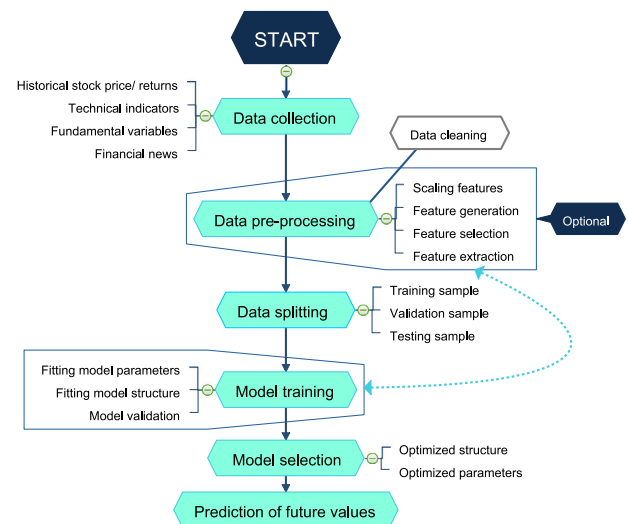 START
Historical stock price/ returns
Technical indicators
Fundamental variables
Financial news
Data collection
Data cleaning
Data pre-processing
Scaling features
Feature generation
Feature selection
Feature extraction
Optional
Data splitting
Training sample
Validation sample
Testing sample
Fitting model parameters
Fitting model structure
Model validation
Model training
Model selection
Optimized structure
Optimized parameters
Prediction of future values